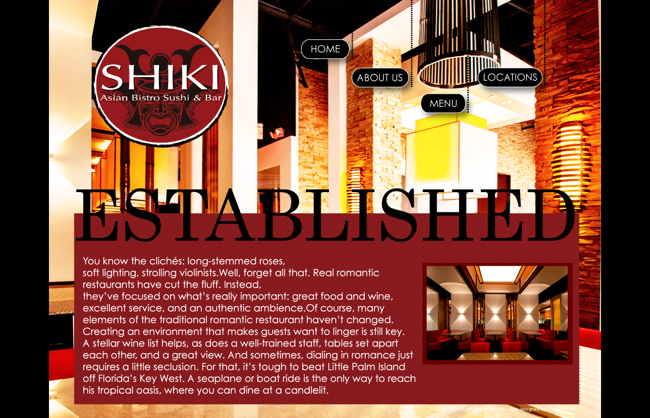 SHIKI
Asian Bistro Sushi & Bar
HOME
ABOUT US
LOCATIONS
MENU
ESTABLISHED
You know the clichés: long-stemmed roses,
soft lighting, strolling violinists.Well, forget all that. Real romantic
restaurants have cut the fluff. Instead,
they've focused on what's really important: great food and wine,
excellent service, and an authentic ambience.Of course, many
elements of the traditional romantic restaurant haven't changed.
Creating an environment that makes guests want to linger is still key.
A stellar wine list helps, as does a well-trained staff, tables set apart
each other, and a great view. And sometimes, dialing in romance just
requires a little seclusion. For that, it's tough to beat Little Palm Island
off Florida's Key West. A seaplane or boat ride is the only way to reach
his tropical oasis, where you can dine at a candlelit.